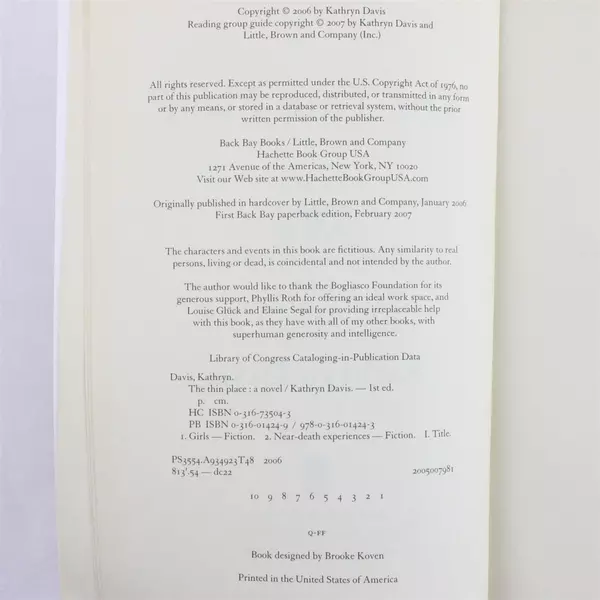 Copyright © 2006 by Kathryn Davis
Reading group guide copyright © 2007 by Kathryn Davis and
Little, Brown and Company (Inc.)
All rights reserved. Except as permitted under the U.S. Copyright Act of 1976, no
part of this publication may be reproduced, distributed, or transmitted in any form
or by any means, or stored in a database or retrieval system, without the prior
written permission of the publisher.
Back Bay Books / Little, Brown and Company
Hachette Book Group USA
1271 Avenue of the Americas, New York, NY 10020
Visit our Web site at www.HachetteBookGroupUSA.com
Originally published in hardcover by Little, Brown and Company, January 2006
First Back Bay paperback edition, February 2007
The characters and events in this book are fictitious. Any similarity to real
persons, living or dead, is coincidental and not intended by the author.
The author would like to thank the Bogliasco Foundation for its
generous support, Phyllis Roth for offering an ideal work space, and
Louise Glück and Elaine Segal for providing irreplaceable help
with this book, as they have with all of my other books, with
superhuman generosity and intelligence.
Library of Congress Cataloging-in-Publication Data
Davis, Kathryn.
The thin place : a novel / Kathryn Davis. — 1st ed.
p. cm.
HC ISBN 0-316-73504-3
PB ISBN 0-316-01424-9 / 978-0-316-01424-3
1. Girls — Fiction. 2. Near-death experiences — Fiction. I. Title.
PS3554.A934923T48 2006
813'.54 — dc22 2005007981
10 9 8 7 6 5 4 3 2 1
Q-FF
Book designed by Brooke Koven
Printed in the United States of America